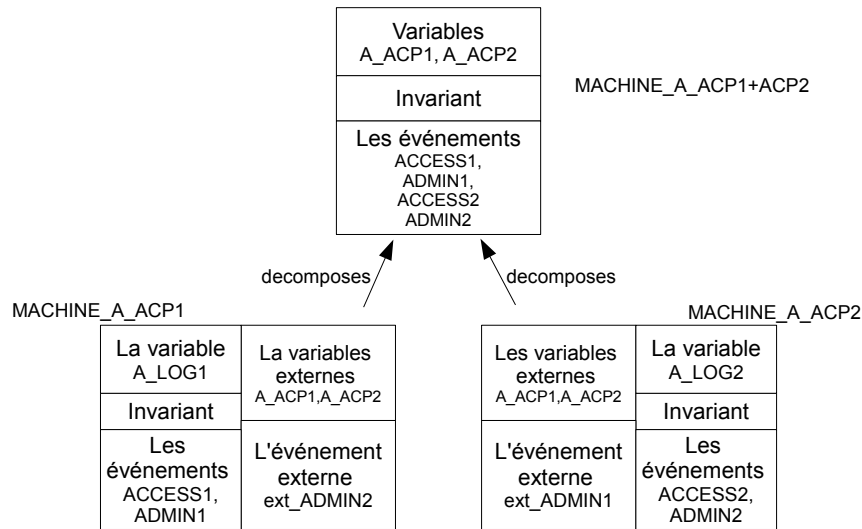 Variables
A_ACP1, A_ACP2
MACHINE_A_ACP1+ACP2
Invariant
Les événements
ACCESS1,
ADMIN1,
ACCESS2
ADMIN2
decomposes
decomposes
MACHINE_A_ACP1
La variable
A_LOG1
Invariant
Les
événements
ACCESS1,
ADMIN1
La variables
externes
A_ACP1,A_ACP2
L'événement
externe
ext_ADMIN2
MACHINE_A_ACP2
Les variables
externes
A_ACP1,A_ACP2
L'événement
externe
ext_ADMIN1
La variable
A_LOG2
Invariant
Les
événements
ACCESS2,
ADMIN2